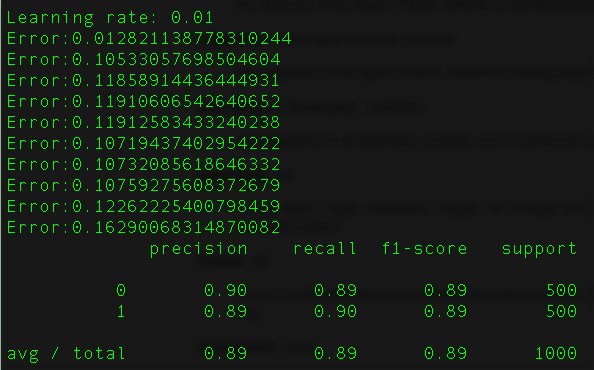 Learning rate: 0.01
Error:0.012821138778310244
Error:0.10533057698504604
Error:0.11858914436444931
Error:0.11910606542640652
Error:0.11912583433240238
Error:0.10719437402954222
Error:0.10732085618646332
Error:0.10759275608372679
Error:0.12262225400798459
Error:0.16290068314870082
precision recall f1-score support
0 0.90 0.89 0.89 500
1 0.89 0.90 0.89 500
avg / total 0.89 0.89 0.89 1000